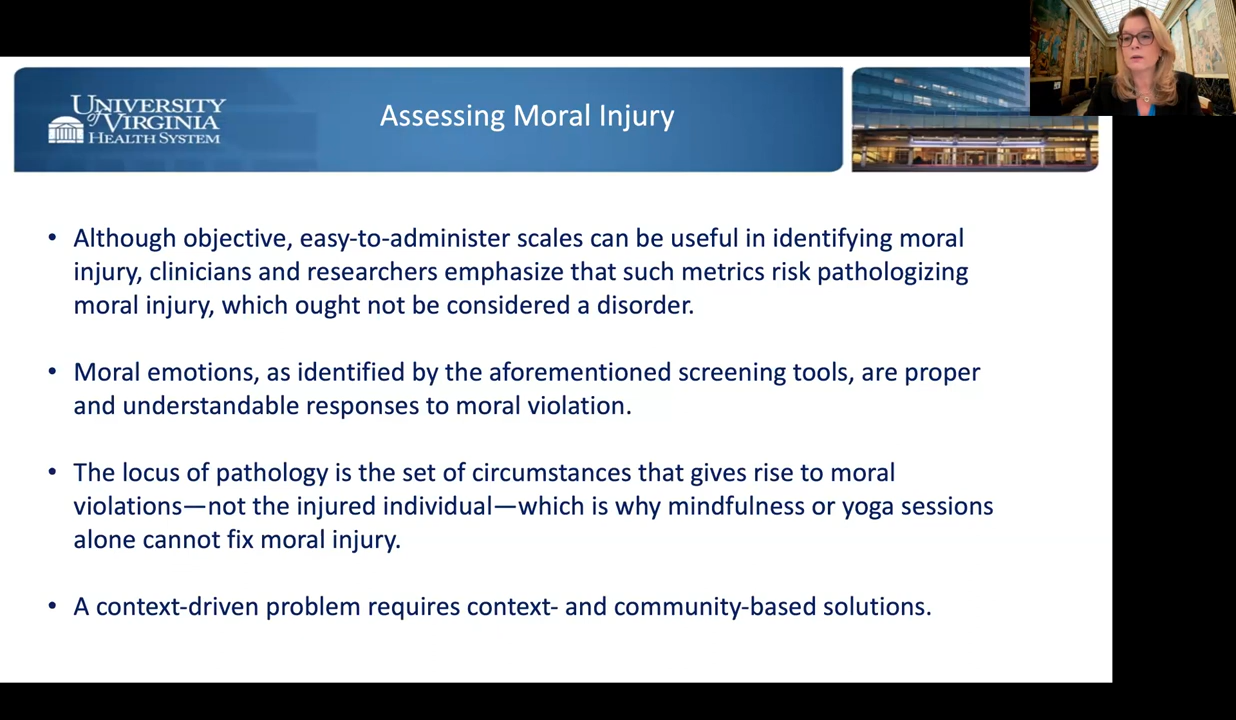 UNIVERSITY
of VIRGINIA
HEALTH SYSTEM
Assessing Moral Injury
• Although objective, easy-to-administer scales can be useful in identifying moral
injury, clinicians and researchers emphasize that such metrics risk pathologizing
moral injury, which ought not be considered a disorder.
• Moral emotions, as identified by the aforementioned screening tools, are proper
and understandable responses to moral violation.
• The locus of pathology is the set of circumstances that gives rise to moral
violations—not the injured individual—which is why mindfulness or yoga sessions
alone cannot fix moral injury.
• A context-driven problem requires context- and community-based solutions.